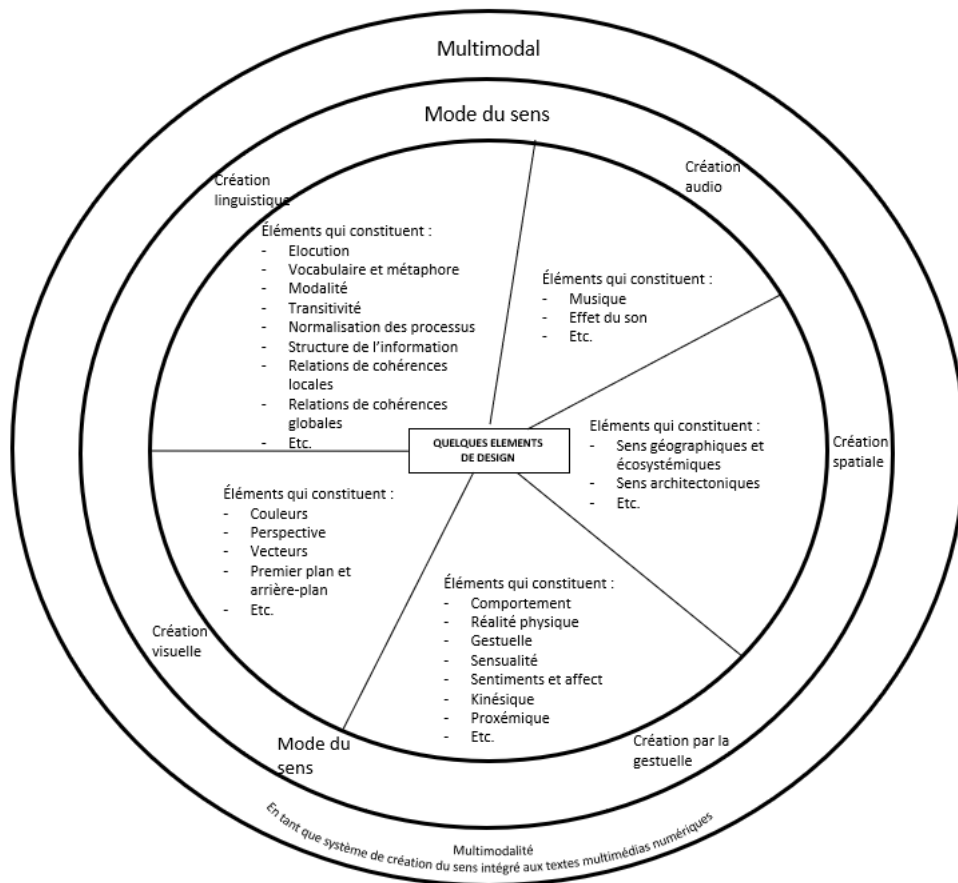 Multimodal
Mode du sens
Création
linguistique
Éléments qui constituent :
- Elocution
- Vocabulaire et métaphore
- Modalité
- Transitivité
- Normalisation des processus
- Structure de l’information
- Relations de cohérences
locales
- Relations de cohérences
globales
- Etc.
Création
audio
Éléments qui constituent :
- Musique
- Effet du son
- Etc.
QUELQUES ELEMENTS
DE DESIGN
Éléments qui constituent :
- Sens géographiques et
écosystémiques
- Sens architectoniques
- Etc.
Création
spatiale
Éléments qui constituent :
- Couleurs
- Perspective
- Vecteurs
- Premier plan et
arrière-plan
- Etc.
Création
visuelle
Éléments qui constituent :
- Comportement
- Réalité physique
- Gestuelle
- Sensualité
- Sentiments et affect
- Kinésique
- Proxémique
- Etc.
Création par la
gestuelle
Mode du
sens
Multimodalité
En tant que système de création du sens intégré aux textes multimédias numériques